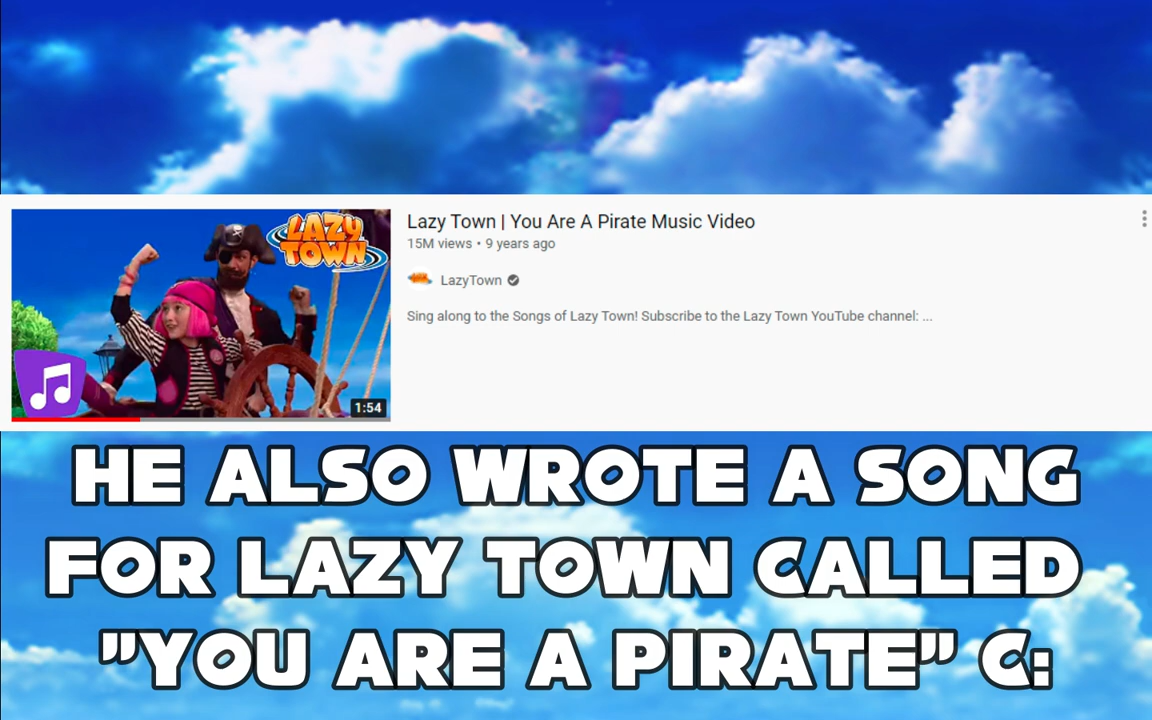 LAZY TOWN
1:54
Lazy Town | You Are A Pirate Music Video
15M views • 9 years ago
LazyTown
Sing along to the Songs of Lazy Town! Subscribe to the Lazy Town YouTube channel: ...
HE ALSO WROTE A SONG
FOR LAZY TOWN CALLED
"YOU ARE A PIRATE" C: